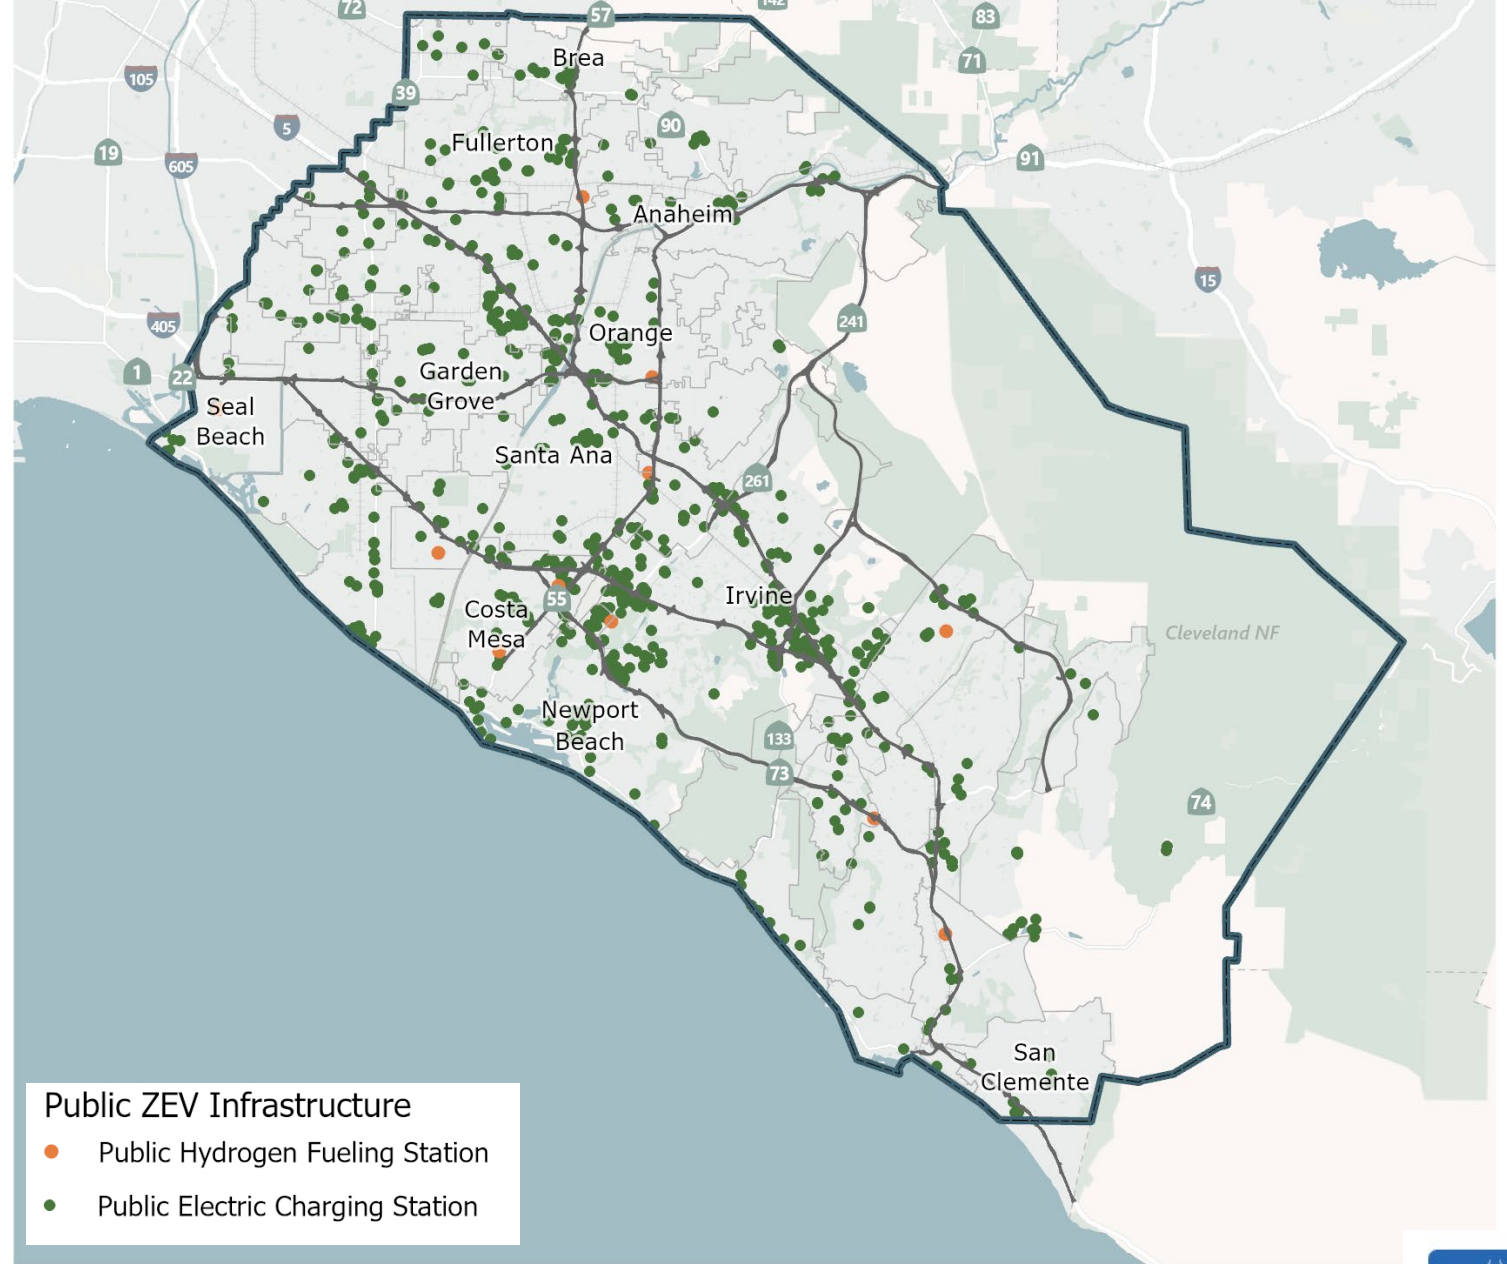 72
57
142
83
71
Brea
105
39
5
90
Fullerton
19
605
91
Anaheim
15
241
405
Orange
1
22
Garden
Grove
Seal
Beach
Santa Ana
261
Irvine
55
Costa
Mesa
Cleveland NF
Newport
Beach
133
73
74
San
Clemente
Public ZEV Infrastructure
Public Hydrogen Fueling Station
Public Electric Charging Station